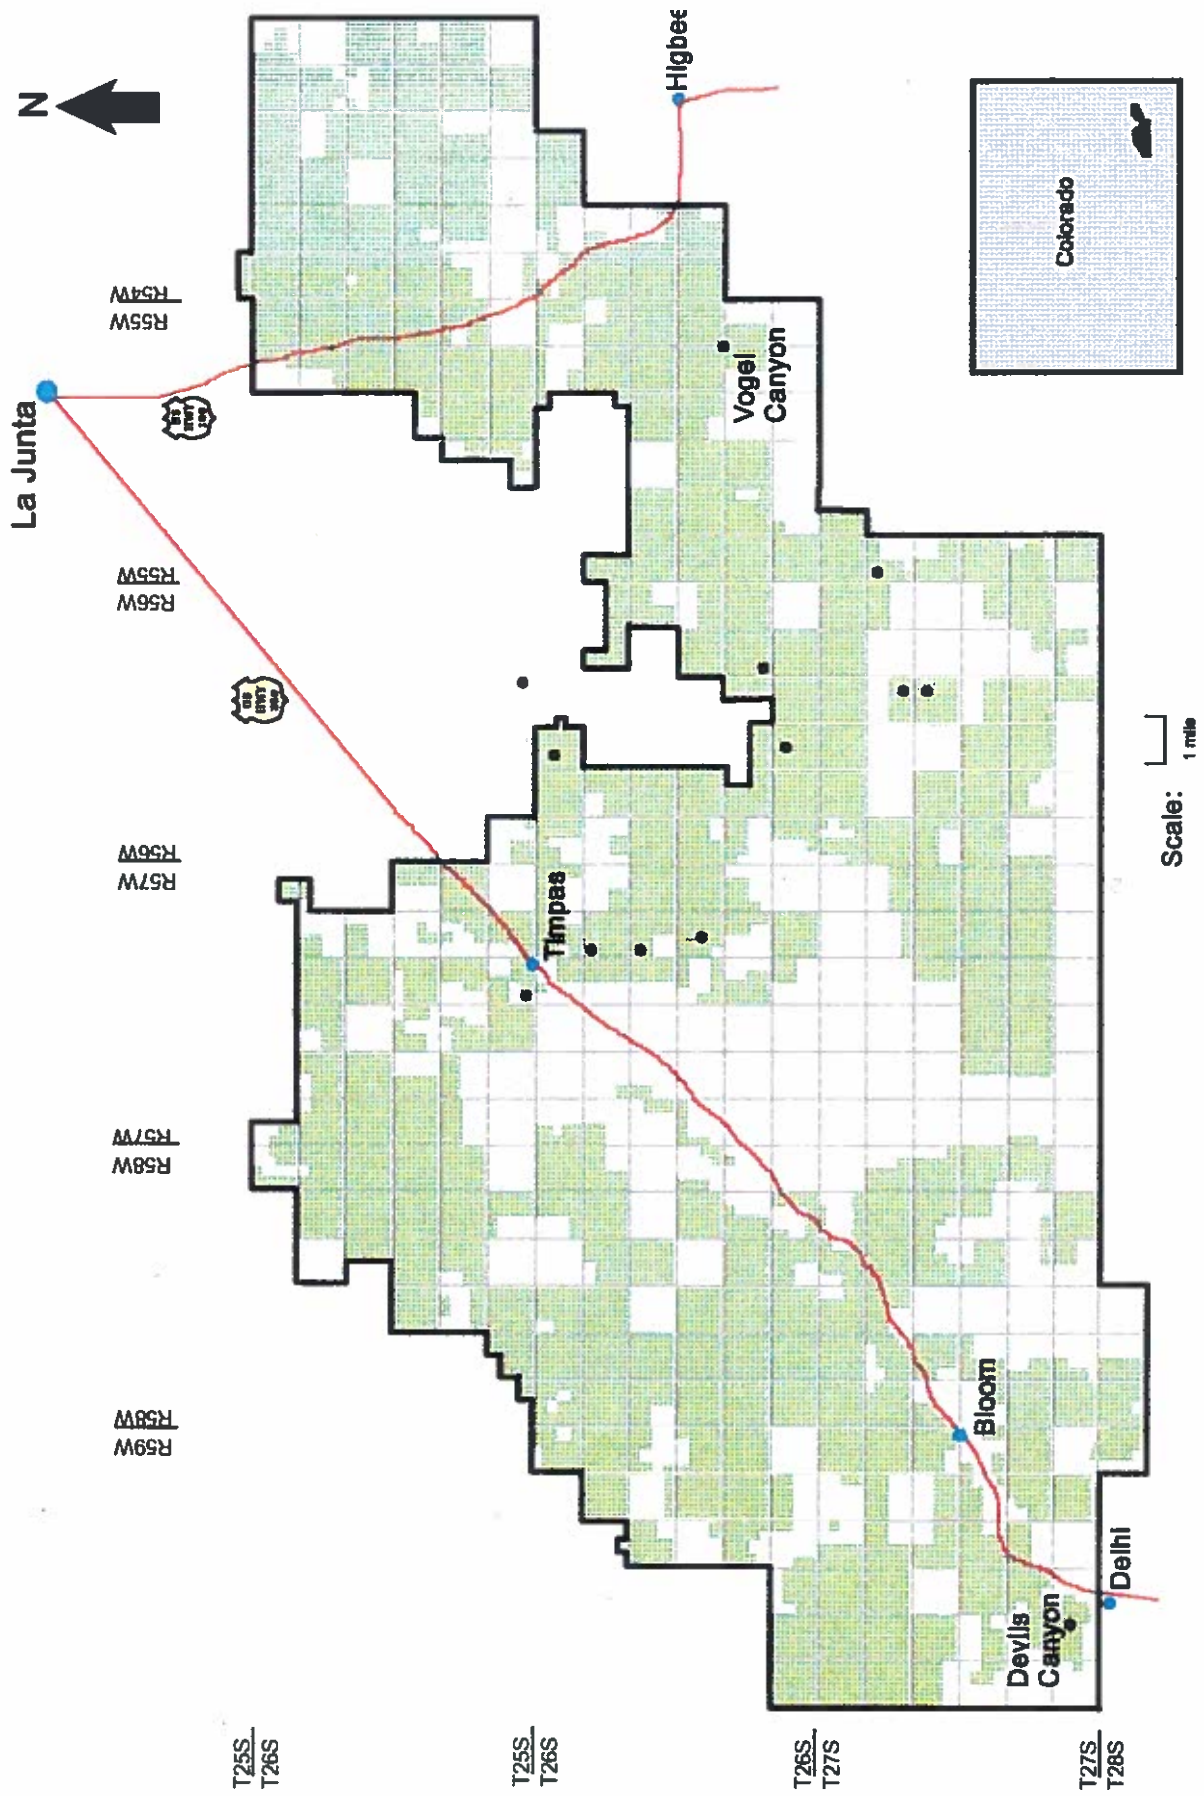 N
La Junta
Higbee
R59W
R58W
R58W
R57W
R57W
R56W
R56W
R55W
R55W
R54W
T25S
T26S
T25S
T26S
T26S
T27S
T27S
T28S
Timpas
Vogel
Canyon
Bloom
Devils
Canyon
Delhi
Scale:
1 mile
Colorado